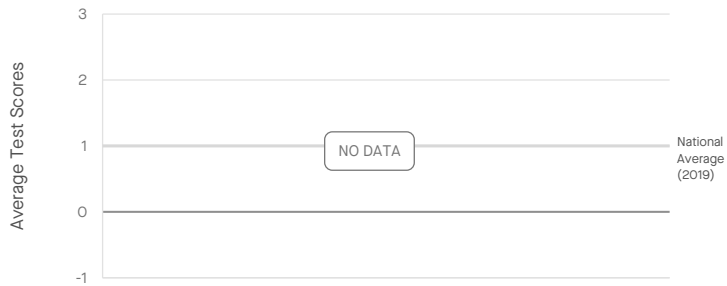 Average Test Scores
3
2
1
0
-1
NO DATA
National
Average
(2019)